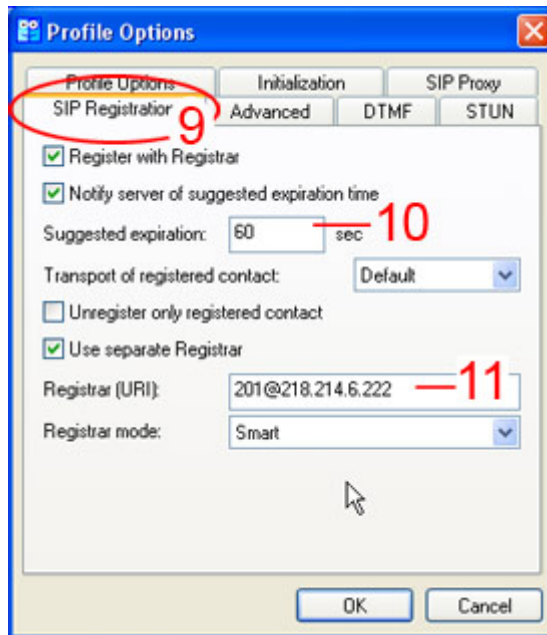 Profile Options
Profile Options Initialization SIP Proxy
SIP Registration Advanced DTMF STUN
9
Register with Registrar
Notify server of suggested expiration time
Suggested expiration: 60 sec 10
Transport of registered contact: Default
Unregister only registered contact
Use separate Registrar
Registrar (URI): 201@218.214.6.222 11
Registrar mode: Smart
OK Cancel